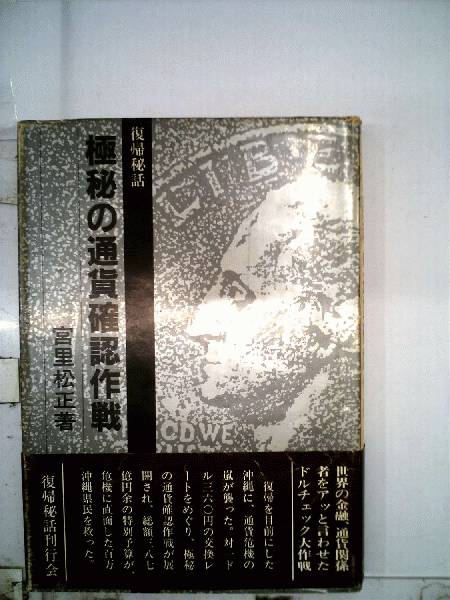 復帰秘話
極秘の通貨確認作戦
宮里松正著
LIBE
CDWE
世界の金融、通貨関係
者をアッと言わせた
ドルチェック大作戦
復帰を目前にした
沖縄に、通貨危機の
嵐が襲った。対一ド
ル三六〇円の交換レ
ートをめぐり、極秘
の通貨確認作戦が展
開され、総額三八七
億円余の特別予算が、
危機に直面した百万
沖縄県民を救った。
復帰秘話刊行会